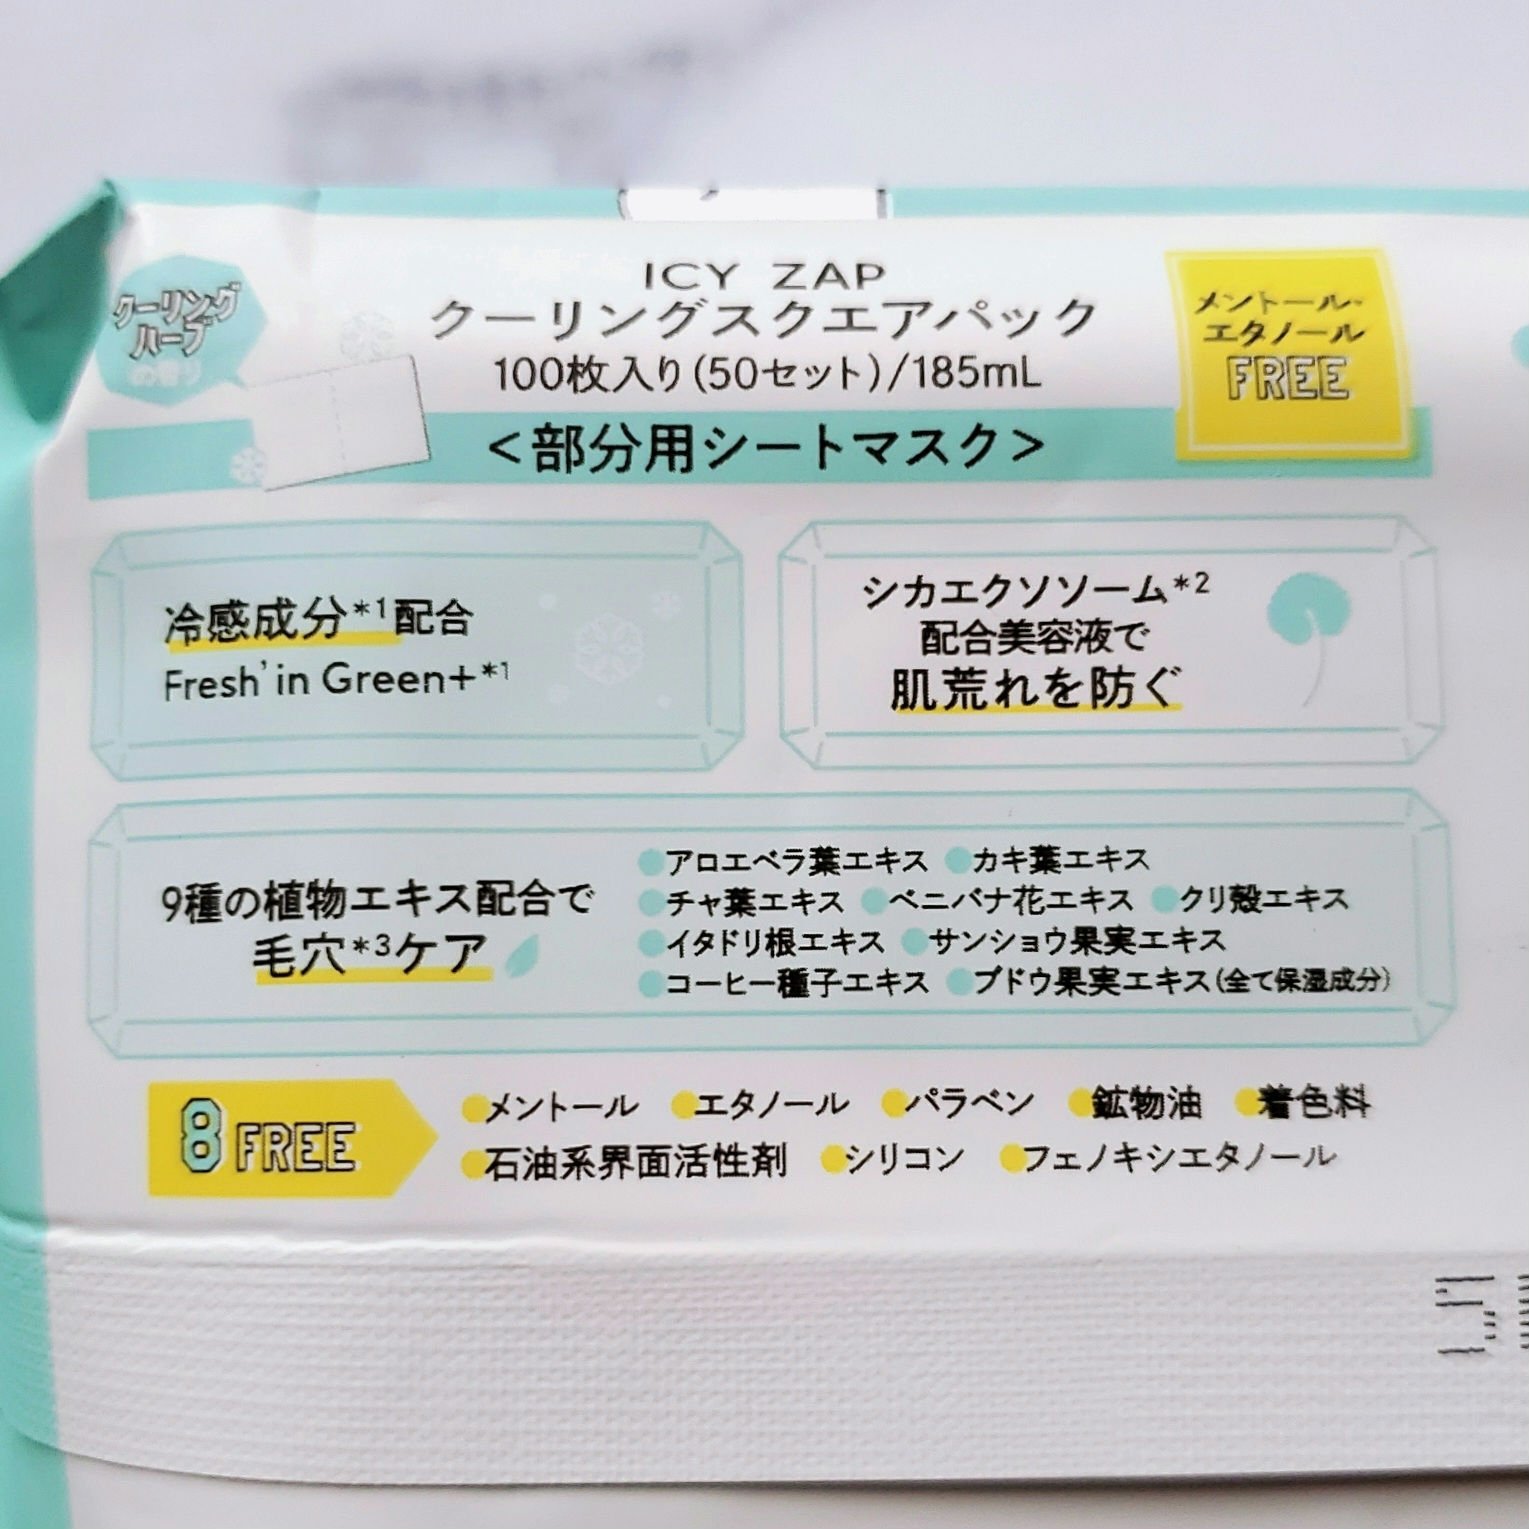 クーリング
ハーブ
の香り
ICY ZAP
クーリングスクエアパック
100枚入り(50セット)/185mL
メントール・
エタノール
FREE
<部分用シートマスク>
冷感成分*1配合
Fresh'in Green+*1
シカエクソソーム*2
配合美容液で
肌荒れを防ぐ
9種の植物エキス配合で
毛穴*3ケア
●アロエベラ葉エキス ●カキ葉エキス
●チャ葉エキス ●ベニバナ花エキス ●クリ殻エキス
●イタドリ根エキス ●サンショウ果実エキス
●コーヒー種子エキス ●ブドウ果実エキス(全て保湿成分)
8 FREE
●メントール ●エタノール ●パラベン ●鉱物油 ●着色料
●石油系界面活性剤 ●シリコン ●フェノキシエタノール